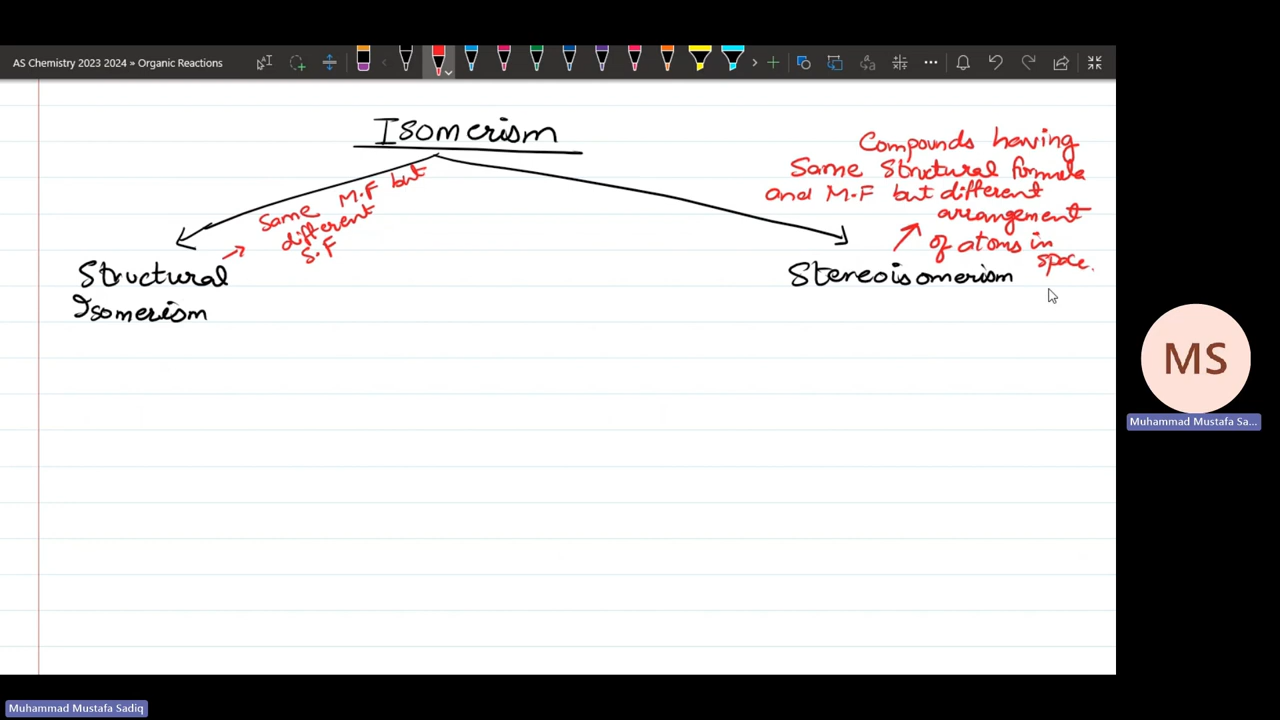 AS Chemistry 2023 2024 » Organic Reactions
Isomerism
Same M.F but
different
S.F
Compounds having
Same Structural formula
and M.F but different
arrangement
of atoms in
space.
Structural
Isomerism
Stereoisomerism
MS
Muhammad Mustafa Sa...
Muhammad Mustafa Sadiq